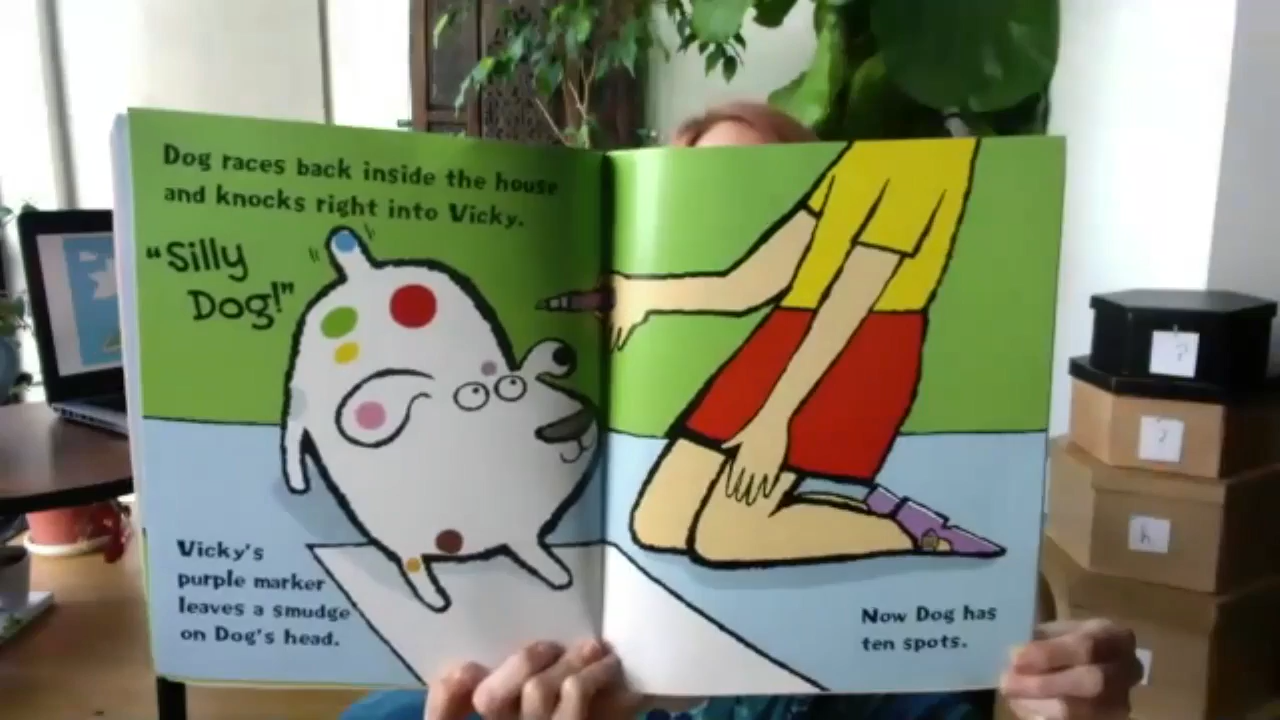 Dog races back inside the house
and knocks right into Vicky.
"Silly
Dog!"
Vicky's
purple marker
leaves a smudge
on Dog's head.
Now Dog has
ten spots.
?
?
h